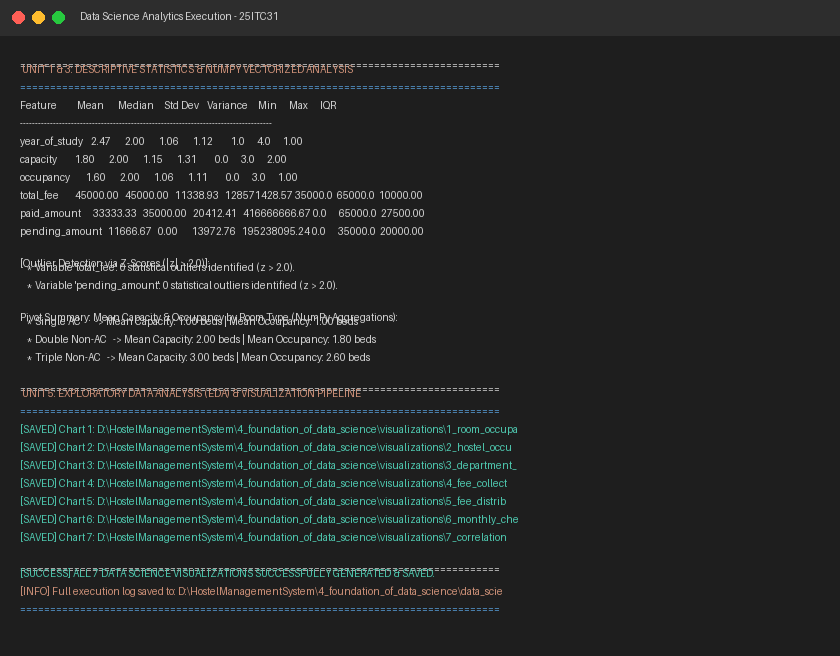 Data Science Analytics Execution - 25ITC31
================================================================================
UNIT 1 & 3: DESCRIPTIVE STATISTICS & NUMPY VECTORIZED ANALYSIS
================================================================================
Feature Mean Median Std Dev Variance Min Max IQR
------------------------------------------------------------------------------------
year_of_study 2.47 2.00 1.06 1.12 1.0 4.0 1.00
capacity 1.80 2.00 1.15 1.31 0.0 3.0 2.00
occupancy 1.60 2.00 1.06 1.11 0.0 3.0 1.00
total_fee 45000.00 45000.00 11338.93 128571428.57 35000.0 65000.0 10000.00
paid_amount 33333.33 35000.00 20412.41 416666666.67 0.0 65000.0 27500.00
pending_amount 11666.67 0.00 13972.76 195238095.24 0.0 35000.0 20000.00
[Outlier Detection via Z-Scores (|z| > 2.0)]:
* Variable 'total_fee': 0 statistical outliers identified (z > 2.0).
* Variable 'pending_amount': 0 statistical outliers identified (z > 2.0).
Pivot Summary: Mean Capacity & Occupancy by Room Type (NumPy Aggregations):
* Single AC -> Mean Capacity: 1.00 beds | Mean Occupancy: 1.00 beds
* Double Non-AC -> Mean Capacity: 2.00 beds | Mean Occupancy: 1.80 beds
* Triple Non-AC -> Mean Capacity: 3.00 beds | Mean Occupancy: 2.60 beds
================================================================================
UNIT 5: EXPLORATORY DATA ANALYSIS (EDA) & VISUALIZATION PIPELINE
================================================================================
[SAVED] Chart 1: D:\HostelManagementSystem\4_foundation_of_data_science\visualizations\1_room_occupa
[SAVED] Chart 2: D:\HostelManagementSystem\4_foundation_of_data_science\visualizations\2_hostel_occu
[SAVED] Chart 3: D:\HostelManagementSystem\4_foundation_of_data_science\visualizations\3_department_
[SAVED] Chart 4: D:\HostelManagementSystem\4_foundation_of_data_science\visualizations\4_fee_collect
[SAVED] Chart 5: D:\HostelManagementSystem\4_foundation_of_data_science\visualizations\5_fee_distrib
[SAVED] Chart 6: D:\HostelManagementSystem\4_foundation_of_data_science\visualizations\6_monthly_che
[SAVED] Chart 7: D:\HostelManagementSystem\4_foundation_of_data_science\visualizations\7_correlation
================================================================================
[SUCCESS] ALL 7 DATA SCIENCE VISUALIZATIONS SUCCESSFULLY GENERATED & SAVED.
[INFO] Full execution log saved to: D:\HostelManagementSystem\4_foundation_of_data_science\data_scie
================================================================================